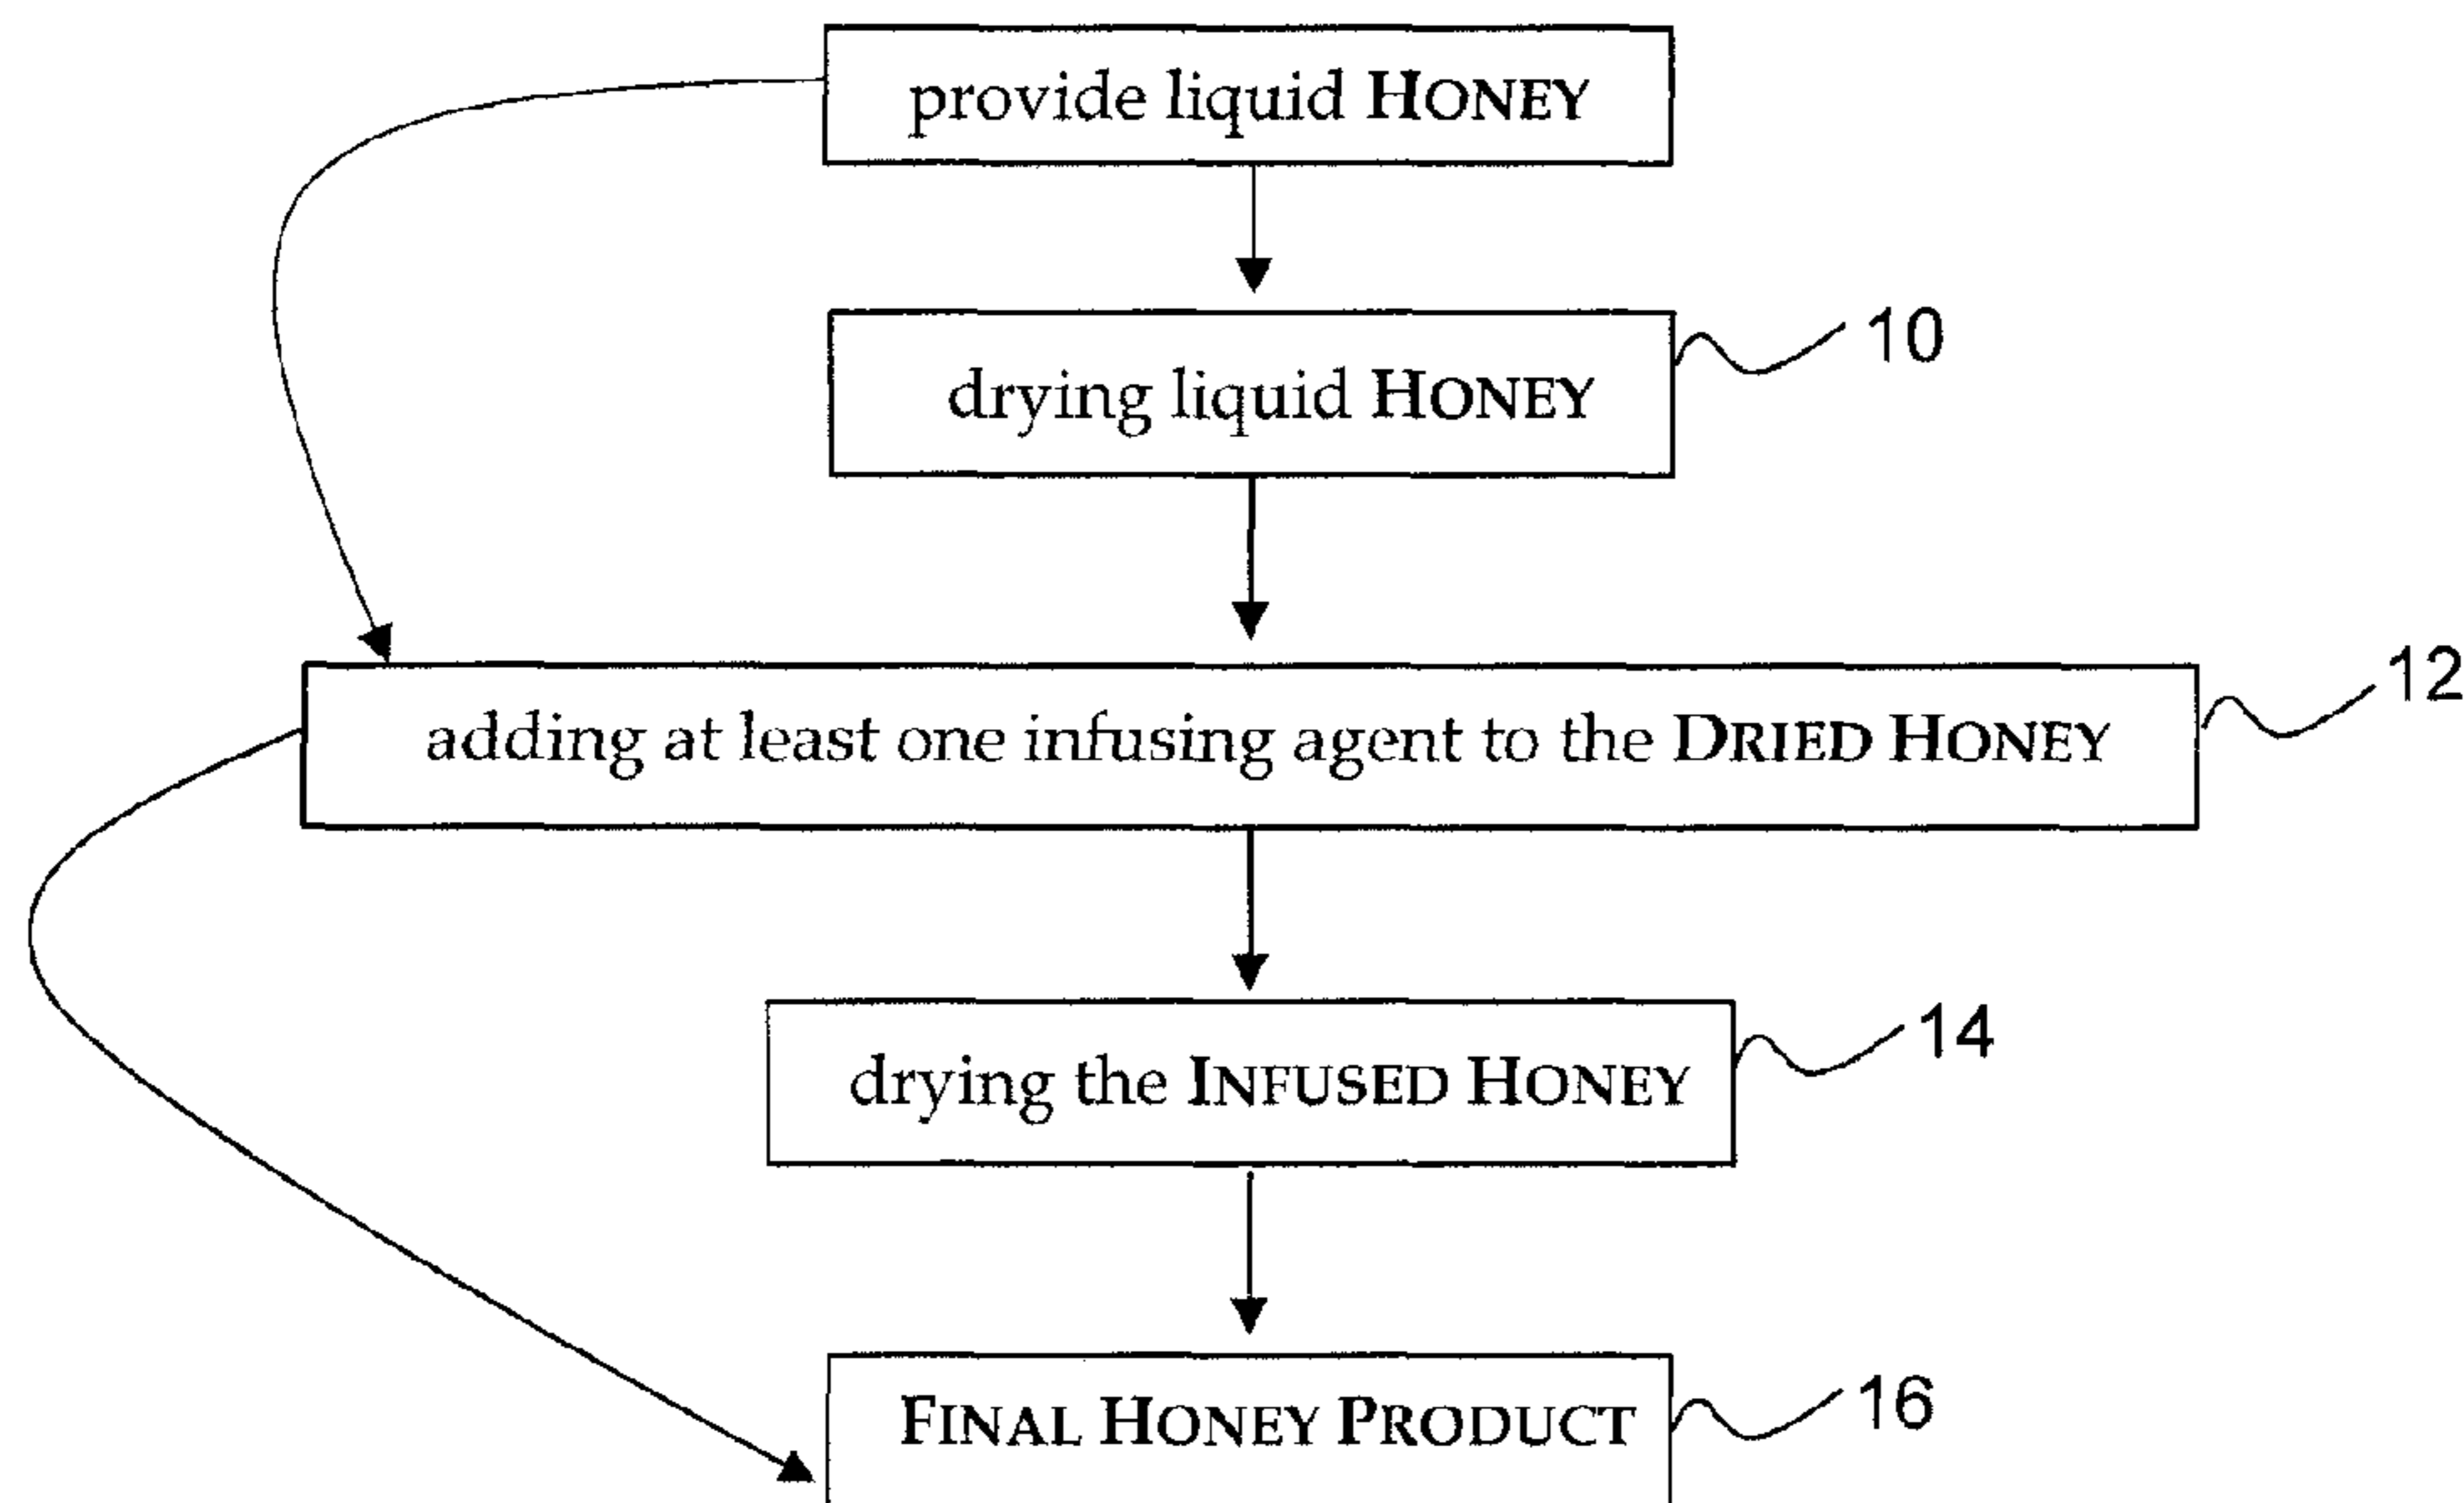 provide liquid HONEY
drying liquid HONEY
10
adding at least one infusing agent to the DRIED HONEY
12
drying the INFUSED HONEY
14
FINAL HONEY PRODUCT
16